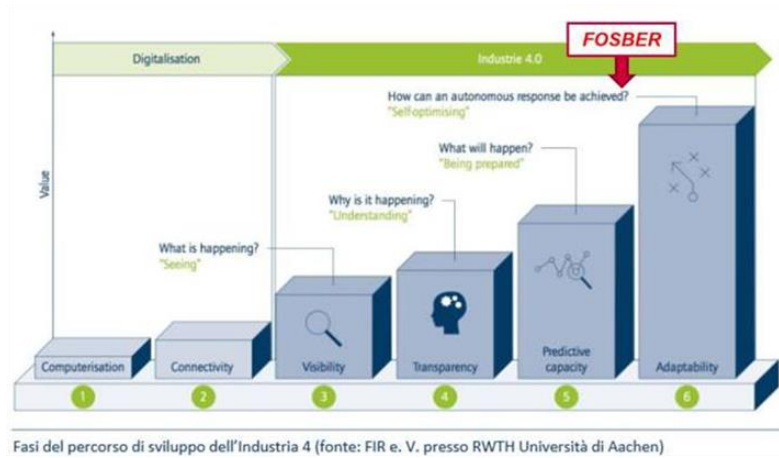 FOSBER
Digitalisation
Industrie 4.0
How can an autonomous response be achieved?
"Self-optimising"
What will happen?
"Being prepared"
Why is it happening?
"Understanding"
What is happening?
"Seeing"
Value
Computerisation
Connectivity
Visibility
Transparency
Predictive
capacity
Adaptability
1
2
3
4
5
6
Fasi del percorso di sviluppo dell'Industria 4 (fonte: FIR e. V. presso RWTH Università di Aachen)